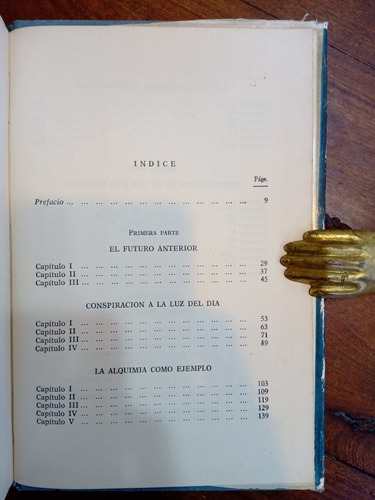 INDICE
Págs.
Prefacio ... ... ... ... ... ... ... ... ... ... ... ... ... 9
PRIMERA PARTE
EL FUTURO ANTERIOR
Capítulo I ... ... ... ... ... ... ... ... ... ... ... ... 29
Capítulo II ... ... ... ... ... ... ... ... ... ... ... ... 37
Capítulo III ... ... ... ... ... ... ... ... ... ... ... ... 45
CONSPIRACION A LA LUZ DEL DIA
Capítulo I ... ... ... ... ... ... ... ... ... ... ... ... 53
Capítulo II ... ... ... ... ... ... ... ... ... ... ... ... 63
Capítulo III ... ... ... ... ... ... ... ... ... ... ... ... 71
Capítulo IV ... ... ... ... ... ... ... ... ... ... ... ... 89
LA ALQUIMIA COMO EJEMPLO
Capítulo I ... ... ... ... ... ... ... ... ... ... ... ... 103
Capítulo II ... ... ... ... ... ... ... ... ... ... ... ... 109
Capítulo III ... ... ... ... ... ... ... ... ... ... ... ... 119
Capítulo IV ... ... ... ... ... ... ... ... ... ... ... ... 129
Capítulo V ... ... ... ... ... ... ... ... ... ... ... ... 139